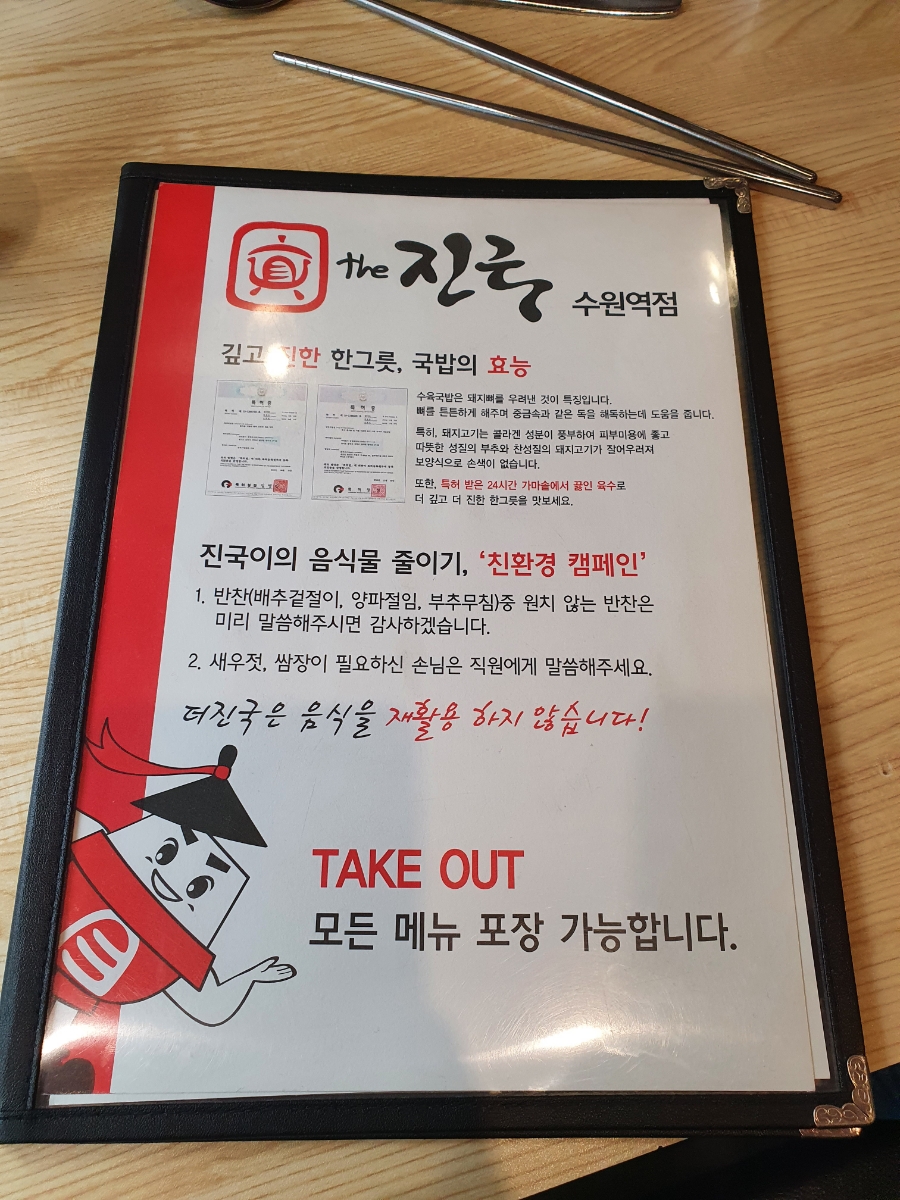 the 진국 수원역점
깊고 진한 한그릇, 국밥의 효능
특허증
특허증
수육국밥은 돼지뼈를 우려낸 것이 특징입니다.
뼈를 튼튼하게 해주며 중금속과 같은 독을 해독하는데 도움을 줍니다.
특히, 돼지고기는 콜라겐 성분이 풍부하여 피부미용에 좋고
따뜻한 성질의 부추와 찬성질의 돼지고기가 잘어우러져
보양식으로 손색이 없습니다.
또한, 특허 받은 24시간 가마솥에서 끓인 육수로
더 깊고 더 진한 한그릇을 맛보세요.
진국이의 음식물 줄이기, ‘친환경 캠페인’
1. 반찬(배추겉절이, 양파절임, 부추무침)중 원치 않는 반찬은
미리 말씀해주시면 감사하겠습니다.
2. 새우젓, 쌈장이 필요하신 손님은 직원에게 말씀해주세요.
더진국은 음식을 재활용 하지 않습니다!
TAKE OUT
모든 메뉴 포장 가능합니다.